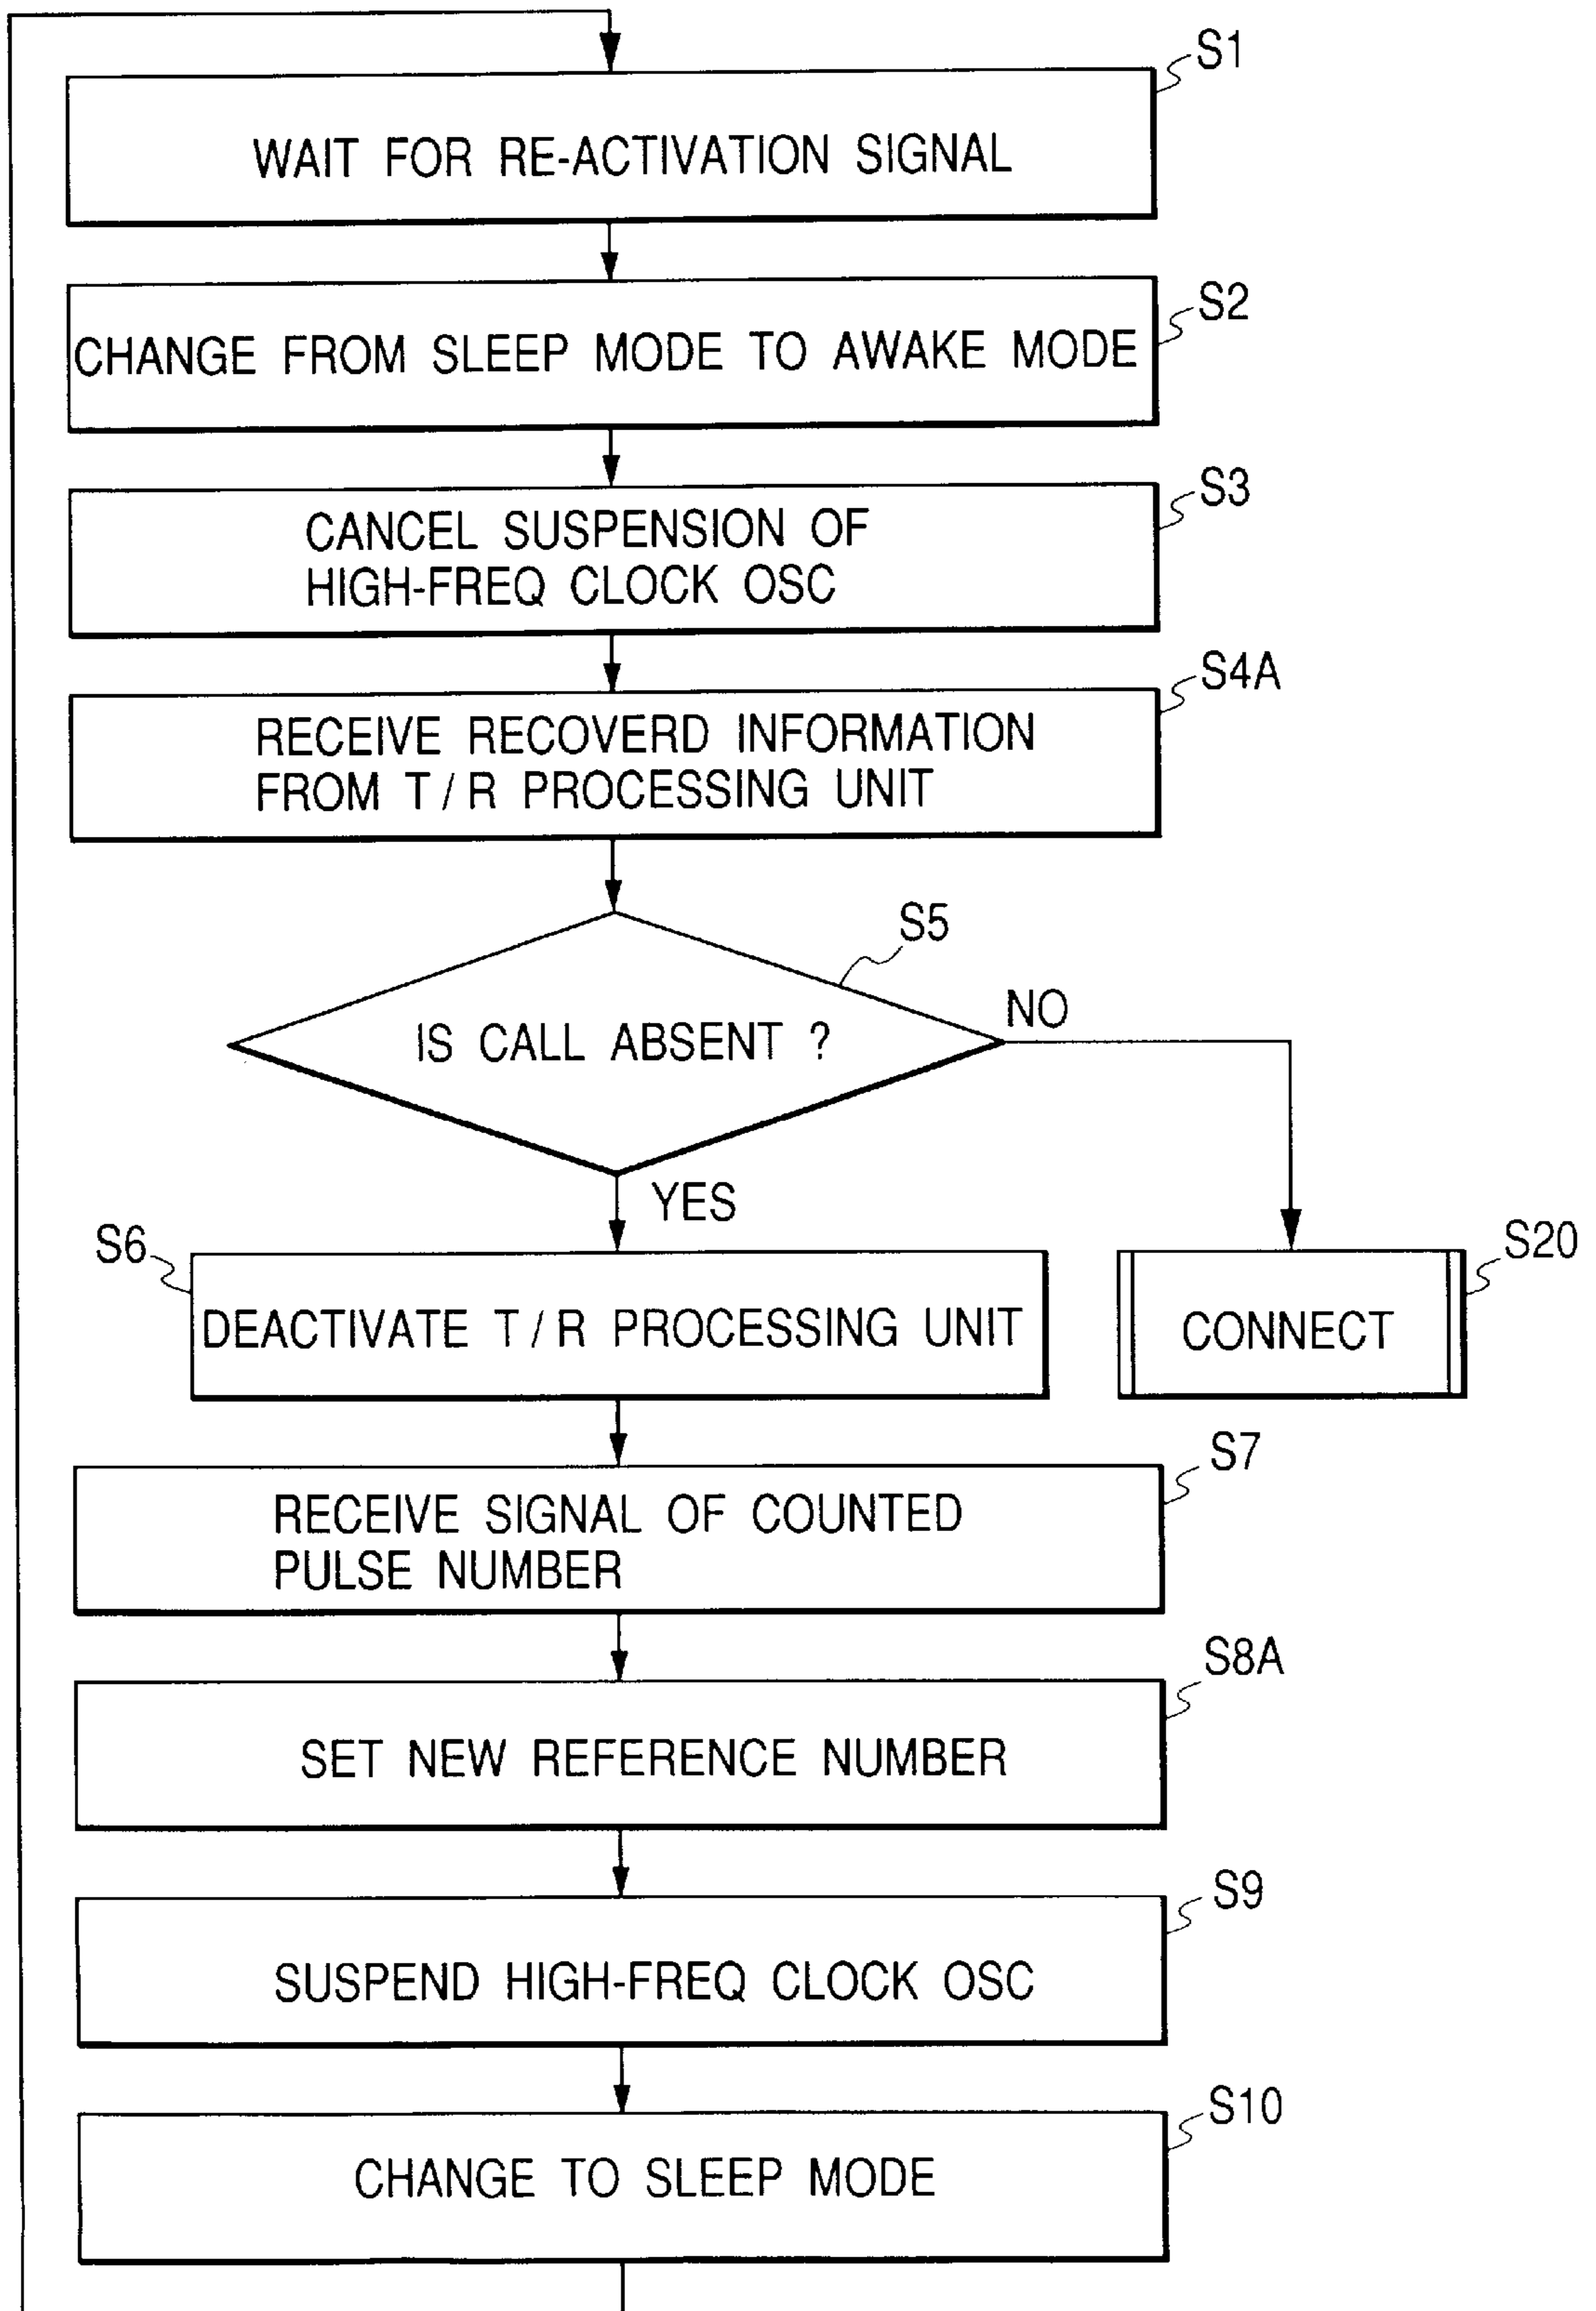 S1
WAIT FOR RE-ACTIVATION SIGNAL
S2
CHANGE FROM SLEEP MODE TO AWAKE MODE
S3
CANCEL SUSPENSION OF
HIGH-FREQ CLOCK OSC
S4A
RECEIVE RECOVERD INFORMATION
FROM T/R PROCESSING UNIT
S5
IS CALL ABSENT ?
NO
YES
S6
DEACTIVATE T/R PROCESSING UNIT
S20
CONNECT
S7
RECEIVE SIGNAL OF COUNTED
PULSE NUMBER
S8A
SET NEW REFERENCE NUMBER
S9
SUSPEND HIGH-FREQ CLOCK OSC
S10
CHANGE TO SLEEP MODE